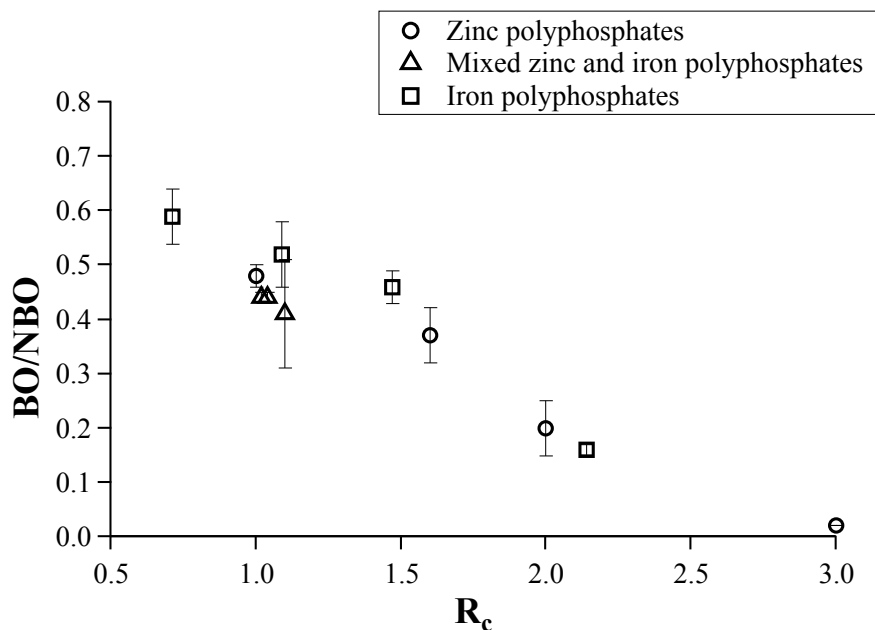 Zinc polyphosphates
Mixed zinc and iron polyphosphates
Iron polyphosphates
0.8
0.7
0.6
0.5
0.4
0.3
0.2
0.1
0.0
BO/NBO
0.5 1.0 1.5 2.0 2.5 3.0
Rc